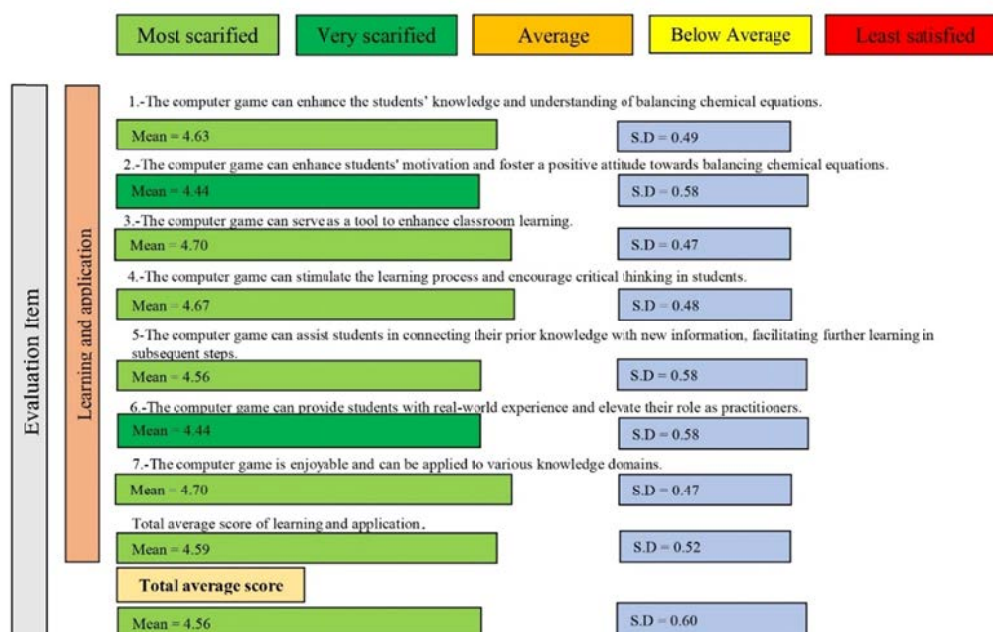 Most scarified
Very scarified
Average
Below Average
Least satisfied
Evaluation Item
Learning and application
1.-The computer game can enhance the students' knowledge and understanding of balancing chemical equations.
Mean = 4.63
S.D = 0.49
2.-The computer game can enhance students' motivation and foster a positive attitude towards balancing chemical equations.
Mean = 4.44
S.D = 0.58
3.-The computer game can serve as a tool to enhance classroom learning.
Mean = 4.70
S.D = 0.47
4.-The computer game can stimulate the learning process and encourage critical thinking in students.
Mean = 4.67
S.D = 0.48
5-The computer game can assist students in connecting their prior knowledge with new information, facilitating further learning in
subsequent steps.
Mean = 4.56
S.D = 0.58
6.-The computer game can provide students with real-world experience and elevate their role as practitioners.
Mean = 4.44
S.D = 0.58
7.-The computer game is enjoyable and can be applied to various knowledge domains.
Mean = 4.70
S.D = 0.47
Total average score of learning and application.
Mean = 4.59
S.D = 0.52
Total average score
Mean = 4.56
S.D = 0.60